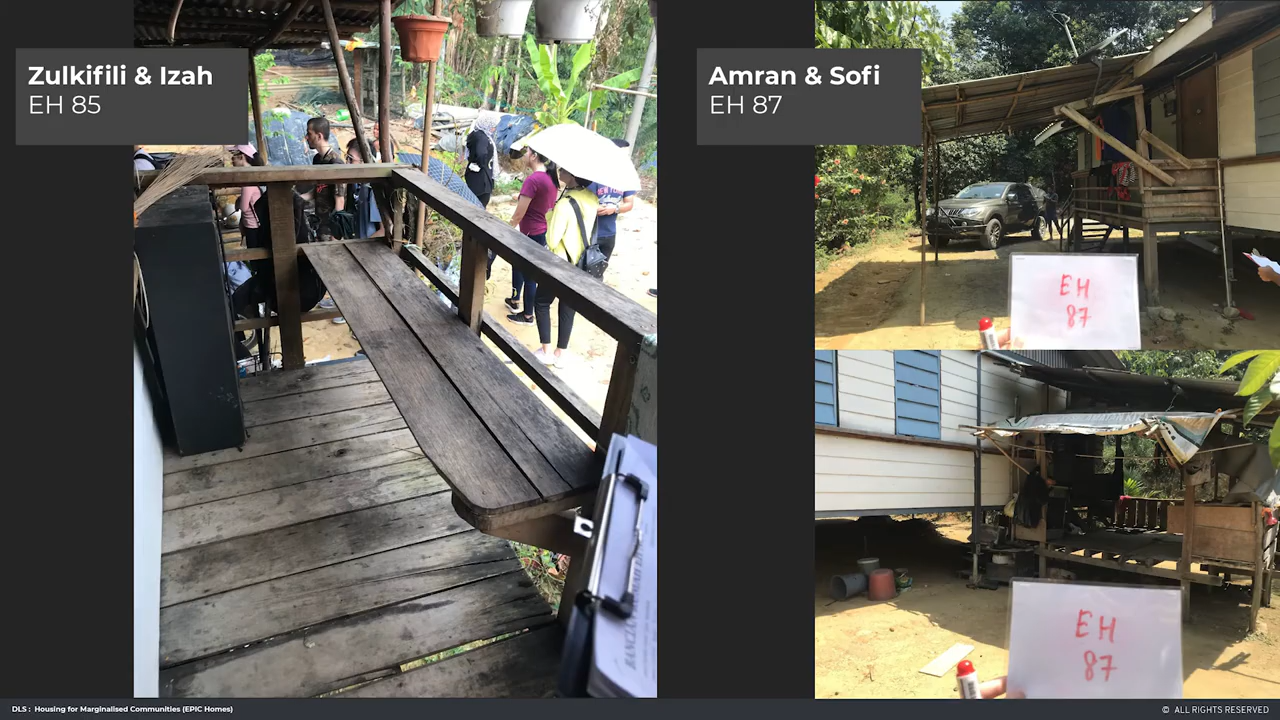 Zulkifili & Izah
EH 85
Amran & Sofi
EH 87
EH
87
EH
87
DLS : Housing for Marginalised Communities (EPIC Homes)
© ALL RIGHTS RESERVED